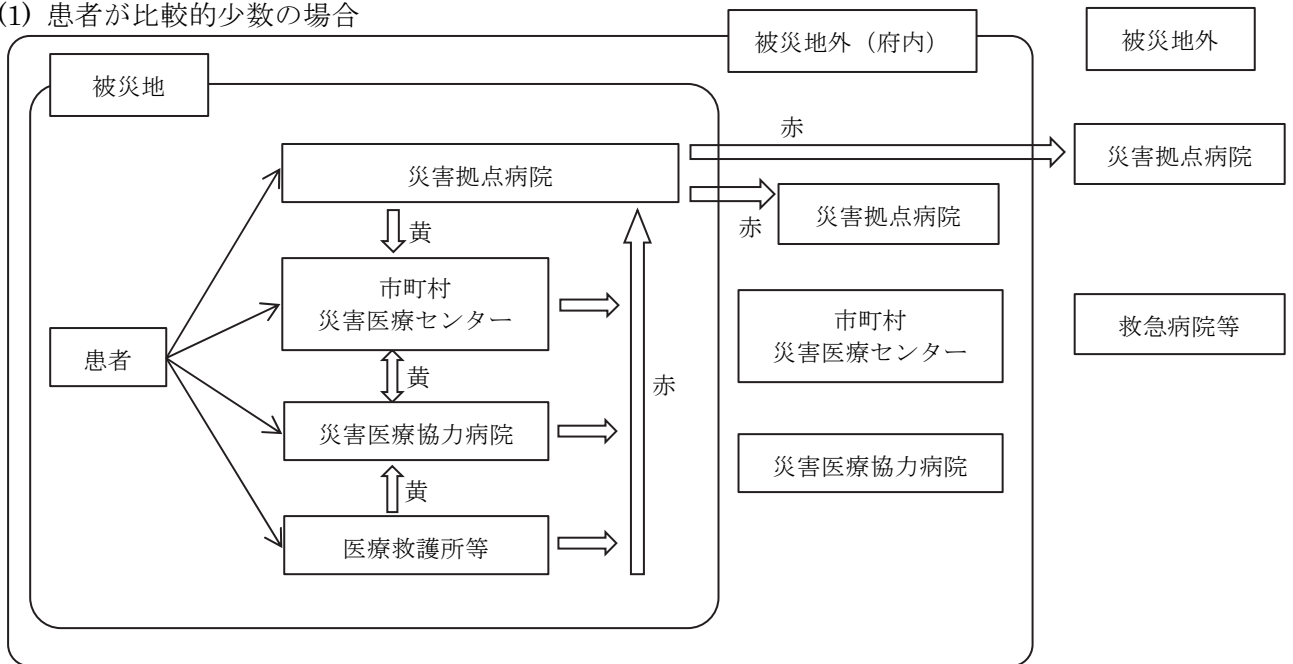 (1) 患者が比較的少数の場合
被災地外（府内）
被災地外
被災地
赤
災害拠点病院
災害拠点病院
赤
災害拠点病院
黄
市町村
災害医療センター
市町村
災害医療センター
救急病院等
患者
黄
赤
災害医療協力病院
災害医療協力病院
黄
医療救護所等